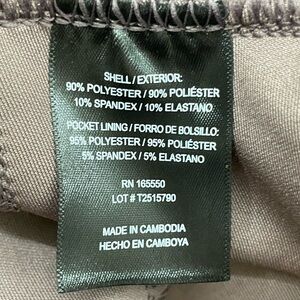 SHELL/EXTERIOR:
90% POLYESTER / 90% POLIÉSTER
10% SPANDEX / 10% ELASTANO
POCKET LINING / FORRO DE BOLSILLO:
95% POLYESTER / 95% POLIÉSTER
5% SPANDEX / 5% ELASTANO
RN 165550
LOT # T2515790
MADE IN CAMBODIA
HECHO EN CAMBOYA